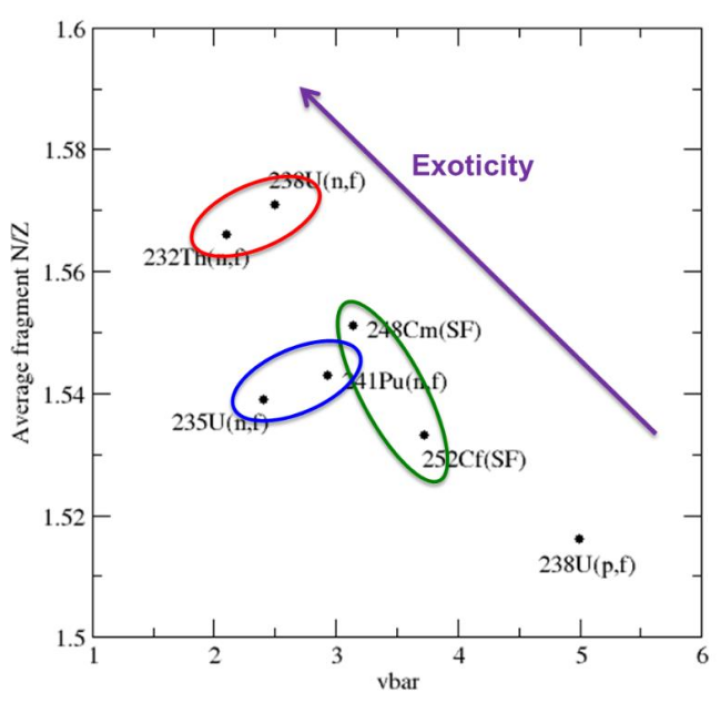 1.6
1.58
1.56
1.54
1.52
1.5
Average fragment N/Z
Exoticity
238U(n,f)
232Th(n,f)
248Cm(SF)
241Pu(n,f)
235U(n,f)
252Cf(SF)
238U(p,f)
1
2
3
4
5
6
vbar